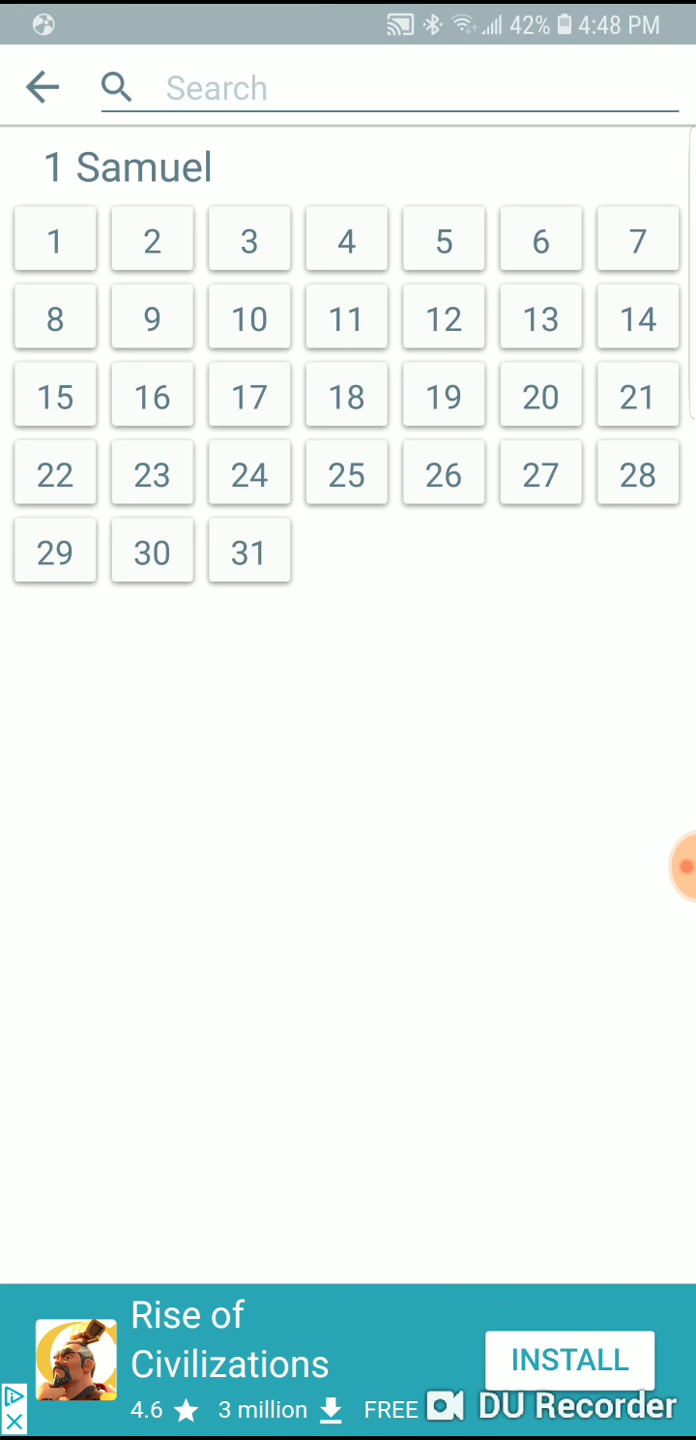 42% 4:48 PM
Search
1 Samuel
1 2 3 4 5 6 7
8 9 10 11 12 13 14
15 16 17 18 19 20 21
22 23 24 25 26 27 28
29 30 31
Rise of
Civilizations
INSTALL
4.6 3 million FREE
DU Recorder